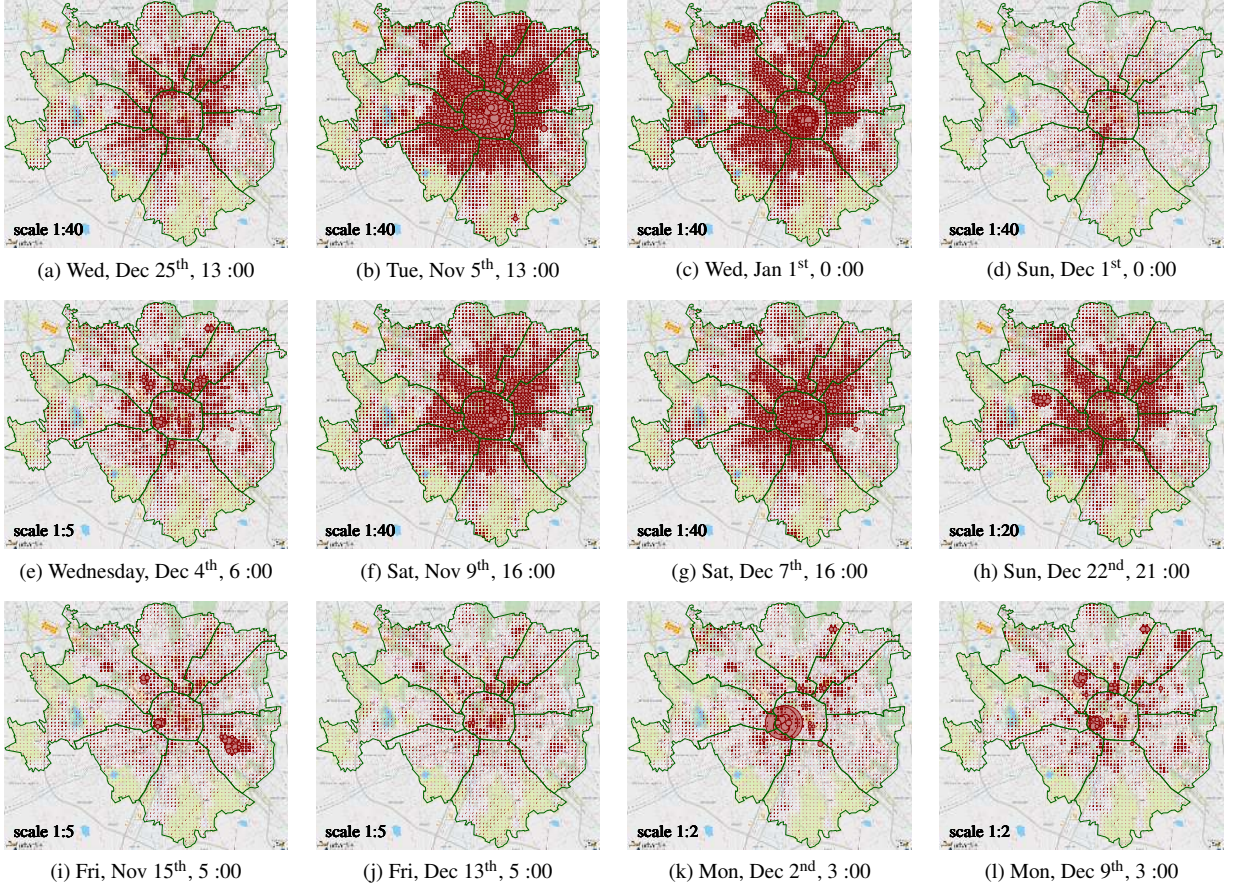 scale 1:40
scale 1:40
scale 1:40
scale 1:40
(a) Wed, Dec 25th, 13 :00
(b) Tue, Nov 5th, 13 :00
(c) Wed, Jan 1st, 0 :00
(d) Sun, Dec 1st, 0 :00
scale 1:5
scale 1:40
scale 1:40
scale 1:20
(e) Wednesday, Dec 4th, 6 :00
(f) Sat, Nov 9th, 16 :00
(g) Sat, Dec 7th, 16 :00
(h) Sun, Dec 22nd, 21 :00
scale 1:5
scale 1:5
scale 1:2
scale 1:2
(i) Fri, Nov 15th, 5 :00
(j) Fri, Dec 13th, 5 :00
(k) Mon, Dec 2nd, 3 :00
(l) Mon, Dec 9th, 3 :00